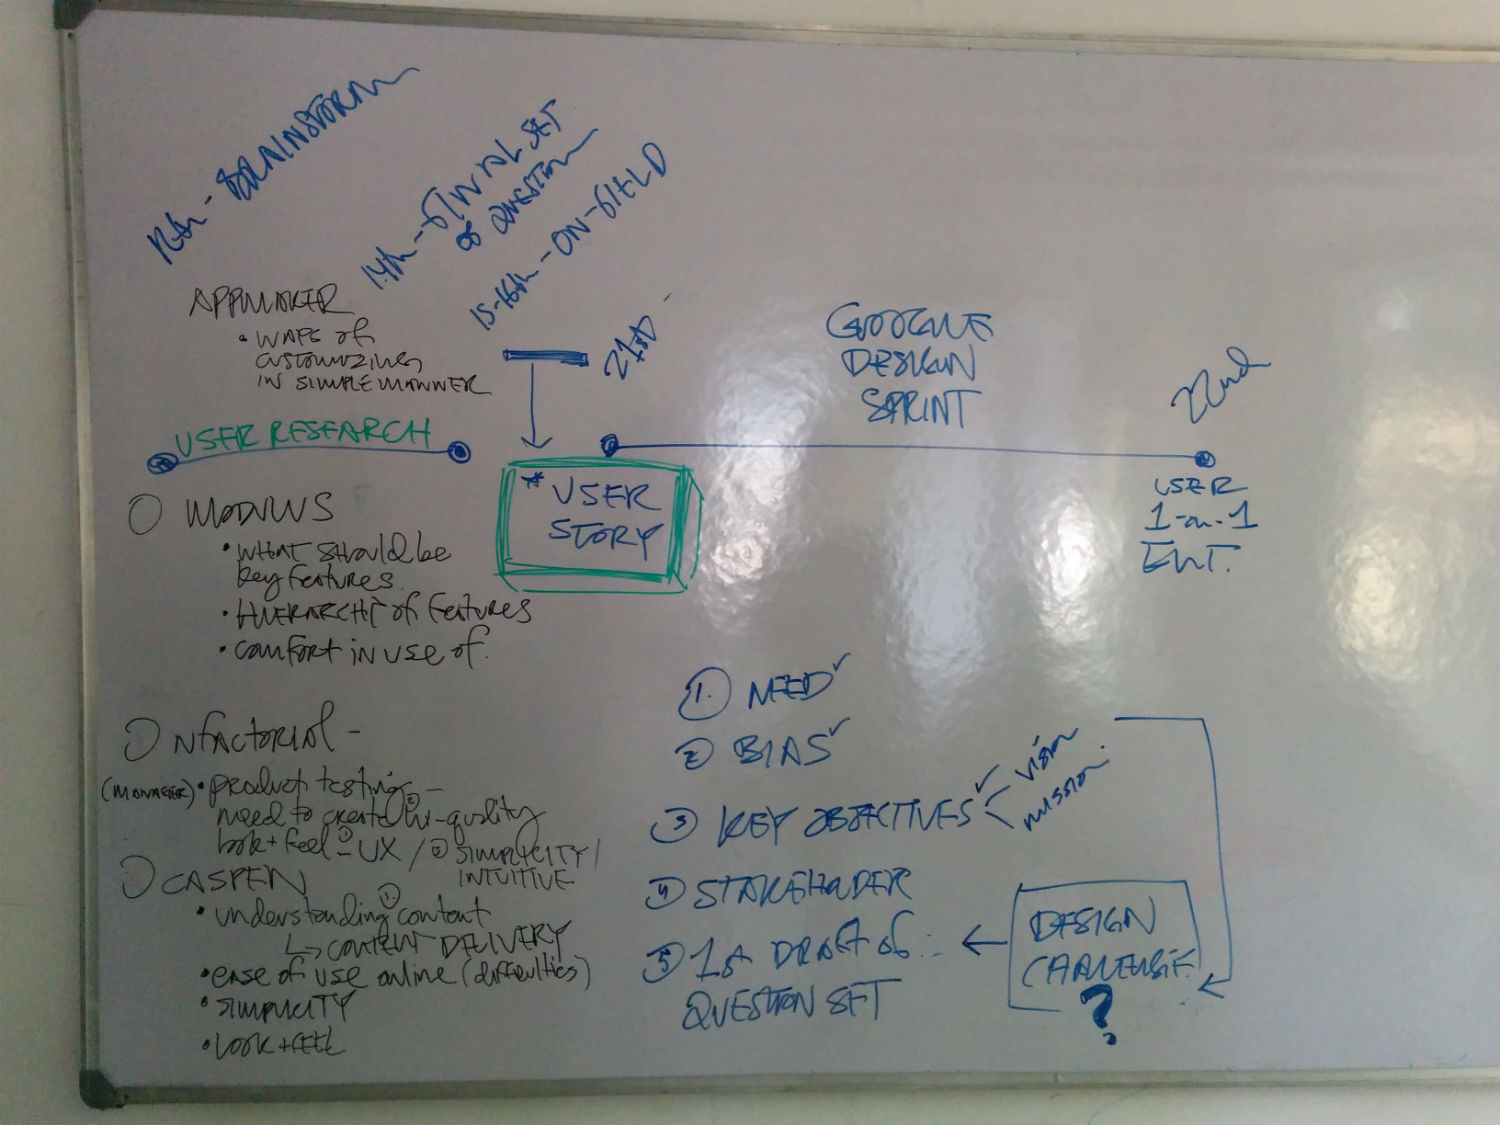 12th - BRAINSTORM
14th - FINAL SET
OF QUESTION
15-16th - ON-FIELD
21st
APPMAKER
• WAYS of
CUSTOMIZING
IN SIMPLE MANNER
USER RESEARCH
GOOGLE
DESIGN
SPRINT
22nd
* USER
STORY
USER
1-on-1
INT.
MODULUS
• WHAT should be
key features.
• HIERARCHY of features
• comfort in use of.
NFACTORIAL -
(MANAGER) • product testing -
need to create hi-quality
look + feel ① - UX / ② SIMPLICITY /
INTUITIVE
CASPEN
• understanding content ①
↳ CONTENT DELIVERY
• ease of use online (difficulties)
• SIMPLICITY
• LOOK + FEEL
1. NEED ✓
2 BIAS ✓
3 KEY OBJECTIVES ✓ < vision
mission.
4 STAKEHOLDER
5 1st DRAFT of :
QUESTION SET
← DESIGN
CHALLENGE.
?